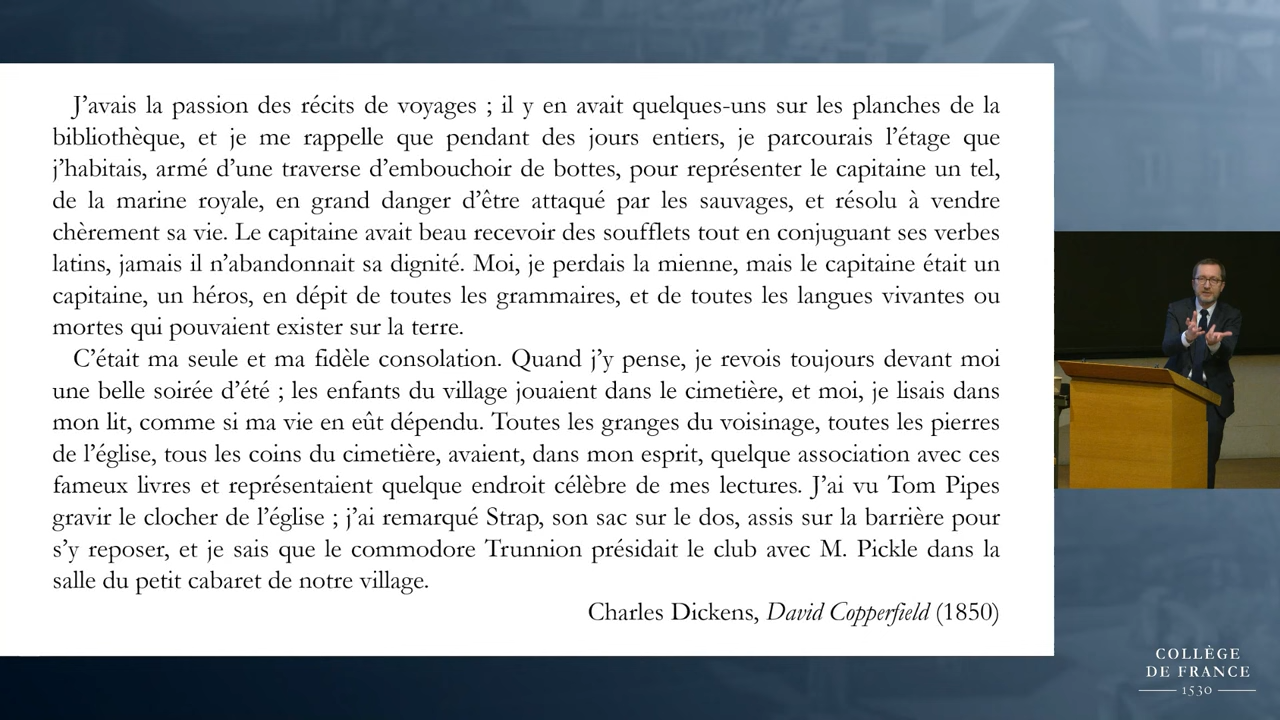 J’avais la passion des récits de voyages ; il y en avait quelques-uns sur les planches de la
bibliothèque, et je me rappelle que pendant des jours entiers, je parcourais l’étage que
j’habitais, armé d’une traverse d’embouchoir de bottes, pour représenter le capitaine un tel,
de la marine royale, en grand danger d’être attaqué par les sauvages, et résolu à vendre
chèrement sa vie. Le capitaine avait beau recevoir des soufflets tout en conjuguant ses verbes
latins, jamais il n’abandonnait sa dignité. Moi, je perdais la mienne, mais le capitaine était un
capitaine, un héros, en dépit de toutes les grammaires, et de toutes les langues vivantes ou
mortes qui pouvaient exister sur la terre.
C’était ma seule et ma fidèle consolation. Quand j’y pense, je revois toujours devant moi
une belle soirée d’été ; les enfants du village jouaient dans le cimetière, et moi, je lisais dans
mon lit, comme si ma vie en eût dépendu. Toutes les granges du voisinage, toutes les pierres
de l’église, tous les coins du cimetière, avaient, dans mon esprit, quelque association avec ces
fameux livres et représentaient quelque endroit célèbre de mes lectures. J’ai vu Tom Pipes
gravir le clocher de l’église ; j’ai remarqué Strap, son sac sur le dos, assis sur la barrière pour
s’y reposer, et je sais que le commodore Trunnion présidait le club avec M. Pickle dans la
salle du petit cabaret de notre village.
Charles Dickens, David Copperfield (1850)
COLLÈGE
DE FRANCE
1530